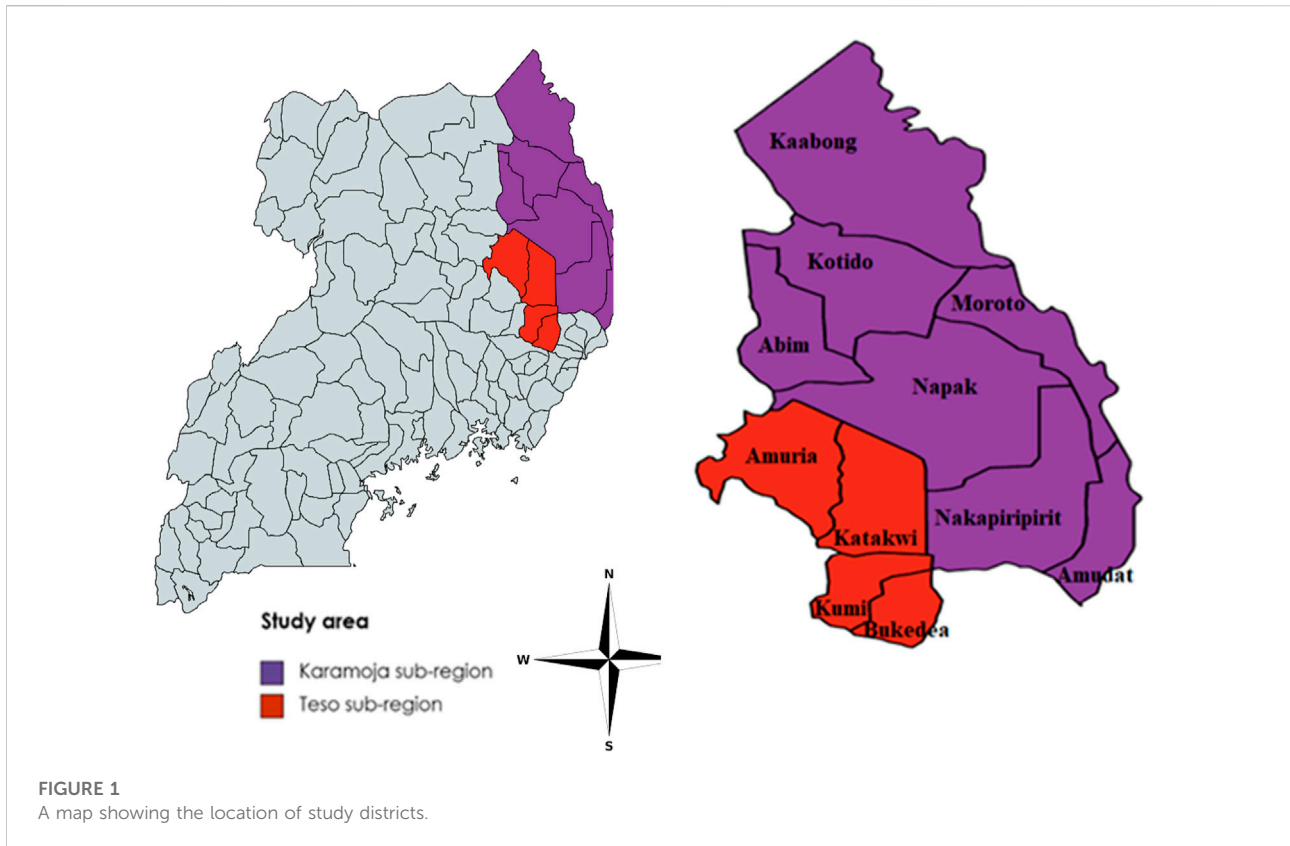 Kaabong
Kotido
Moroto
Abim
Napak
Amuria
Nakapiripirit
Katakwi
Amudat
Kumi
Bukedea
N
W
S
Study area
Karamoja sub-region
Teso sub-region
FIGURE 1
A map showing the location of study districts.